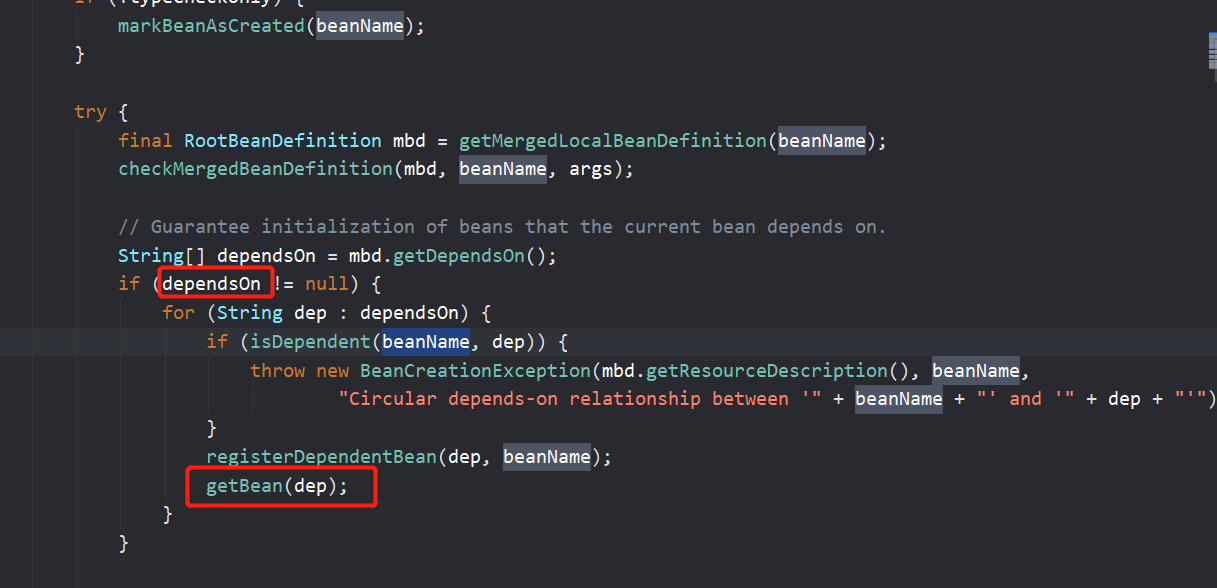 if (!typeCheckOnly) {
markBeanAsCreated(beanName);
}
try {
final RootBeanDefinition mbd = getMergedLocalBeanDefinition(beanName);
checkMergedBeanDefinition(mbd, beanName, args);
// Guarantee initialization of beans that the current bean depends on.
String[] dependsOn = mbd.getDependsOn();
if (dependsOn != null) {
for (String dep : dependsOn) {
if (isDependent(beanName, dep)) {
throw new BeanCreationException(mbd.getResourceDescription(), beanName,
"Circular depends-on relationship between '" + beanName + "' and '" + dep + "'")
}
registerDependentBean(dep, beanName);
getBean(dep);
}
}